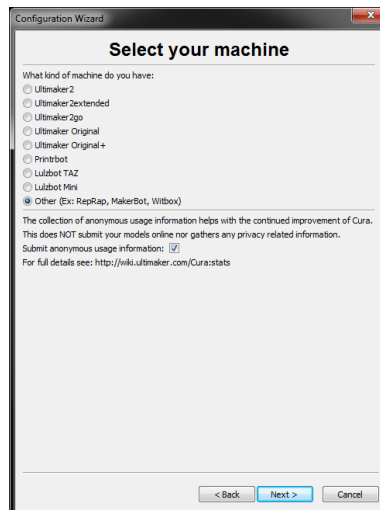 Configuration Wizard
Select your machine
What kind of machine do you have:
Ultimaker2
Ultimaker2extended
Ultimaker2go
Ultimaker Original
Ultimaker Original+
Printrbot
Lulzbot TAZ
Lulzbot Mini
Other (Ex: RepRap, MakerBot, Witbox)
The collection of anonymous usage information helps with the continued improvement of Cura.
This does NOT submit your models online nor gathers any privacy related information.
Submit anonymous usage information:
For full details see: http://wiki.ultimaker.com/Cura:stats
< Back Next > Cancel